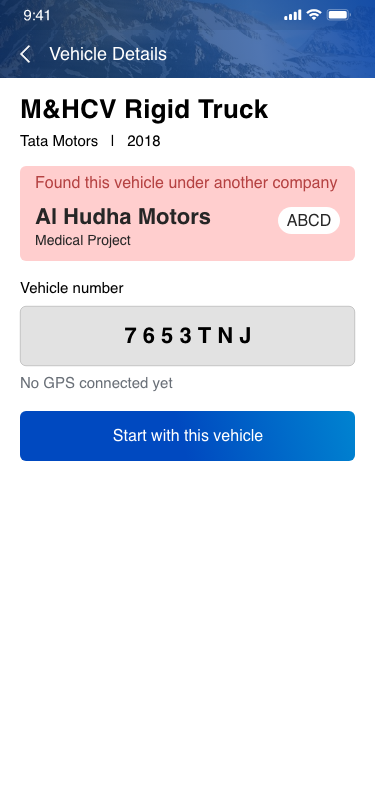 9:41
Vehicle Details
M&HCV Rigid Truck
Tata Motors | 2018
Found this vehicle under another company
Al Hudha Motors
ABCD
Medical Project
Vehicle number
7653TNJ
No GPS connected yet
Start with this vehicle